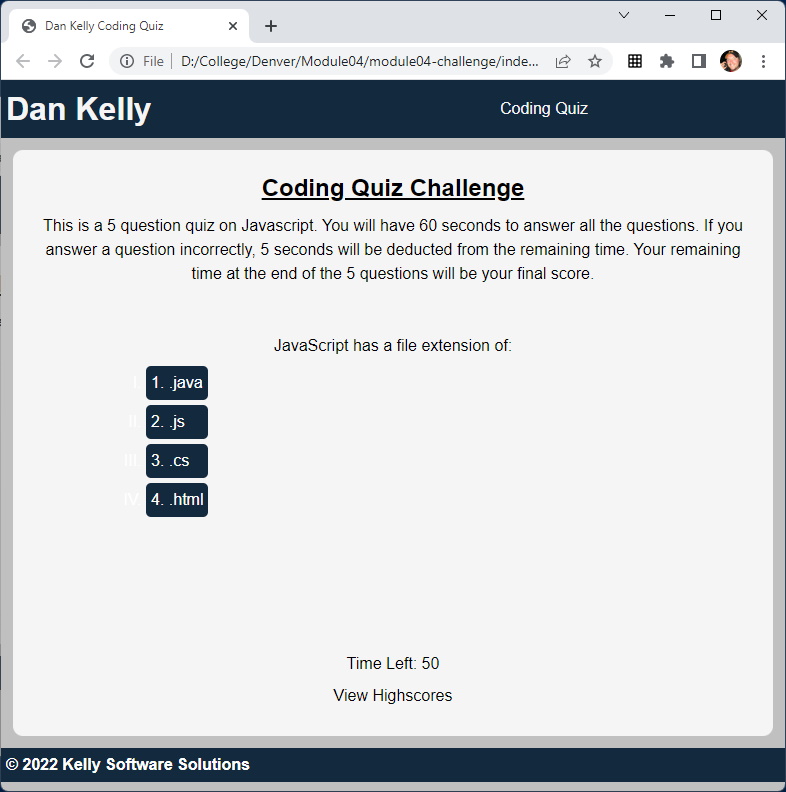 Dan Kelly Coding Quiz
File D:/College/Denver/Module04/module04-challenge/inde...
Dan Kelly
Coding Quiz
Coding Quiz Challenge
This is a 5 question quiz on Javascript. You will have 60 seconds to answer all the questions. If you
answer a question incorrectly, 5 seconds will be deducted from the remaining time. Your remaining
time at the end of the 5 questions will be your final score.
JavaScript has a file extension of:
I. 1. .java
II. 2. .js
III. 3. .cs
IV. 4. .html
Time Left: 50
View Highscores
© 2022 Kelly Software Solutions